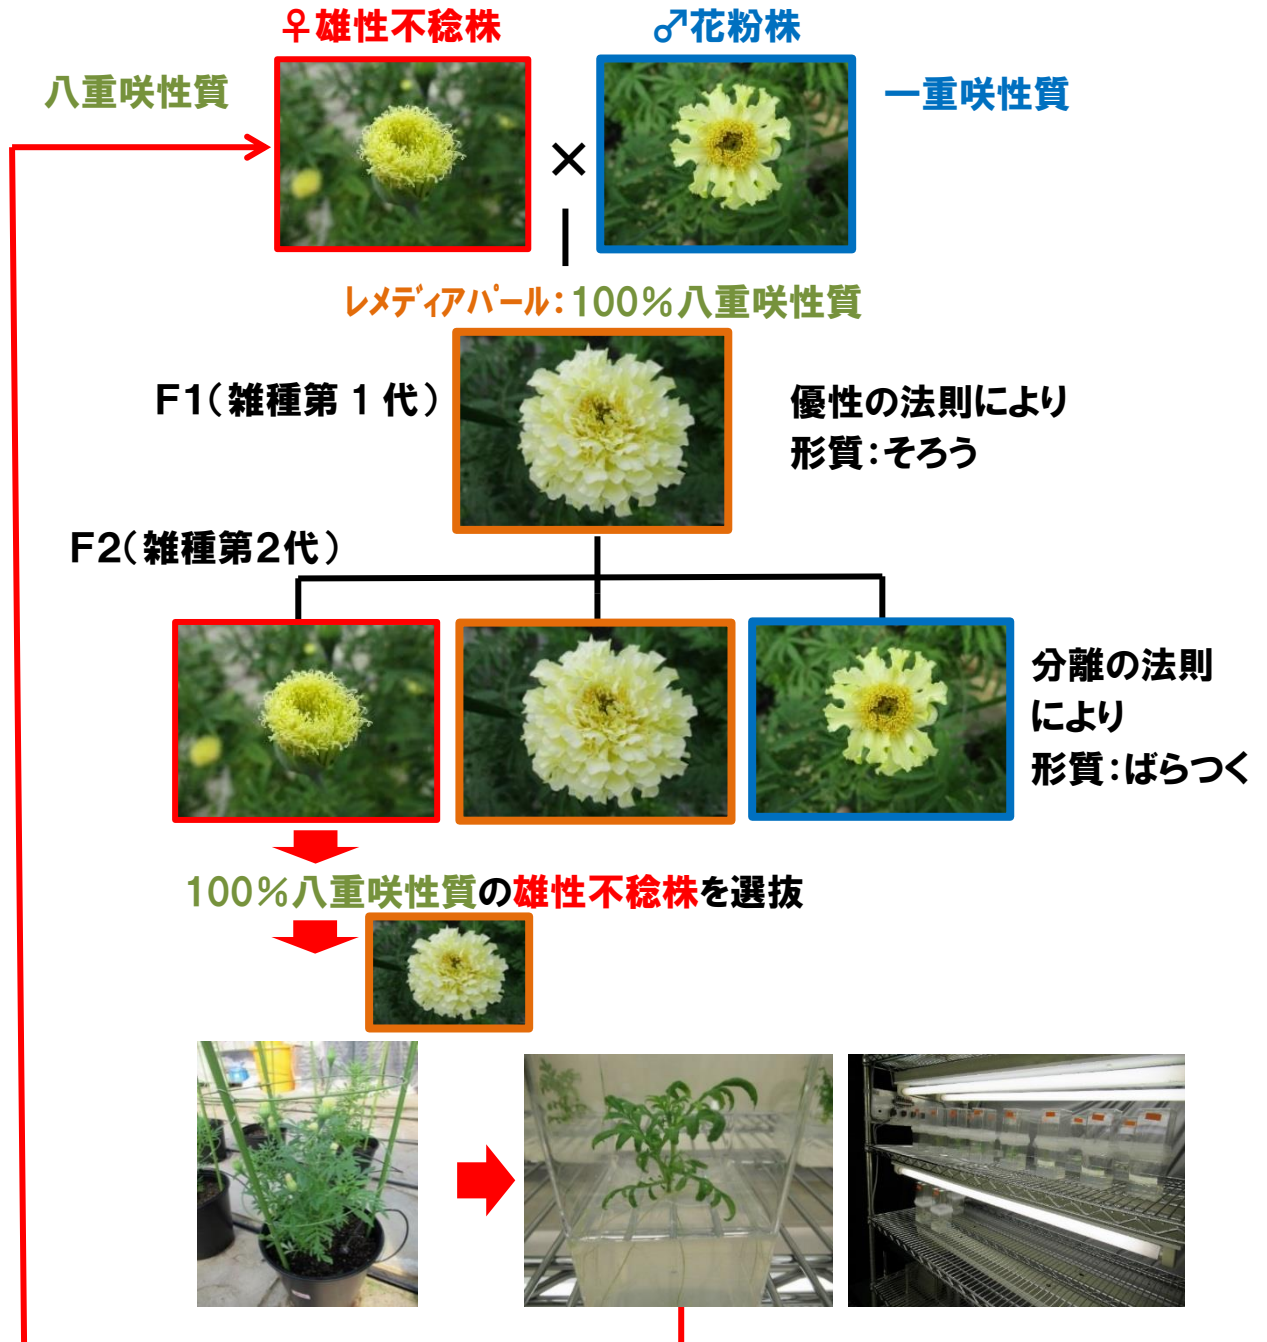 ♀雄性不稔株
♂花粉株
八重咲性質
一重咲性質
×
レメディアパール：100％八重咲性質
F1（雑種第1代）
優性の法則により
形質：そろう
F2（雑種第2代）
分離の法則
により
形質：ばらつく
100％八重咲性質の雄性不稔株を選抜